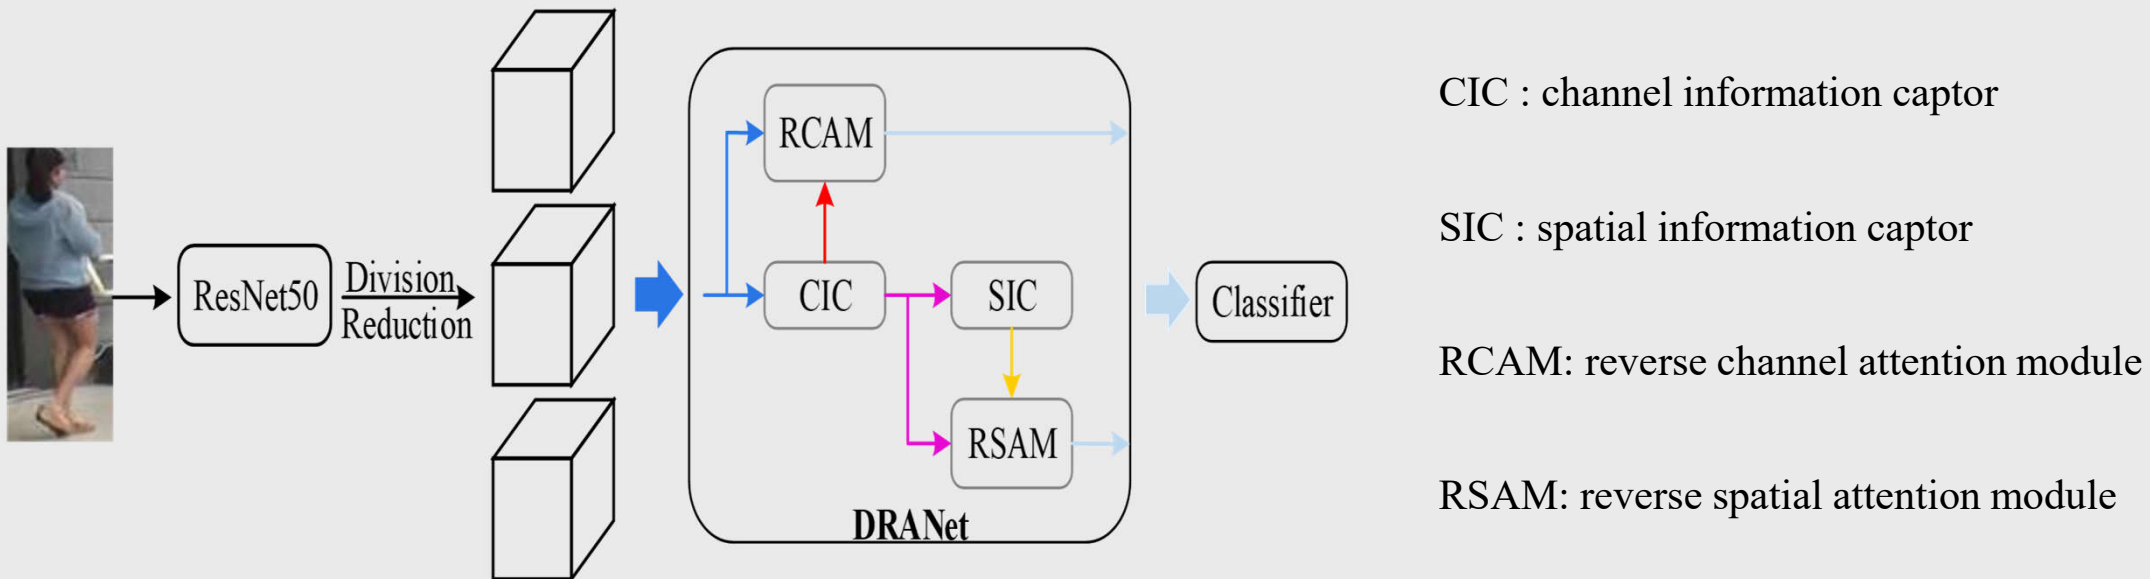 ResNet50
Division
Reduction
RCAM
CIC
SIC
RSAM
DRANet
Classifier
CIC : channel information captor
SIC : spatial information captor
RCAM: reverse channel attention module
RSAM: reverse spatial attention module